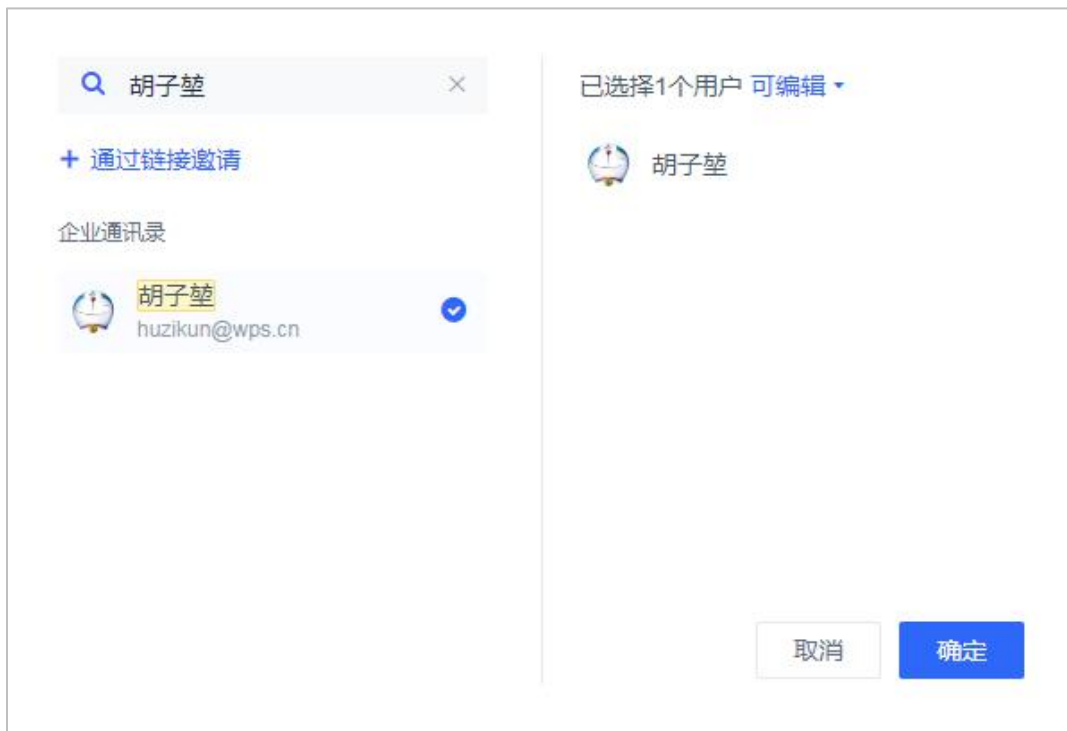 胡子堃
+ 通过链接邀请
企业通讯录
胡子堃
huzikun@wps.cn
已选择1个用户 可编辑
胡子堃
取消
确定